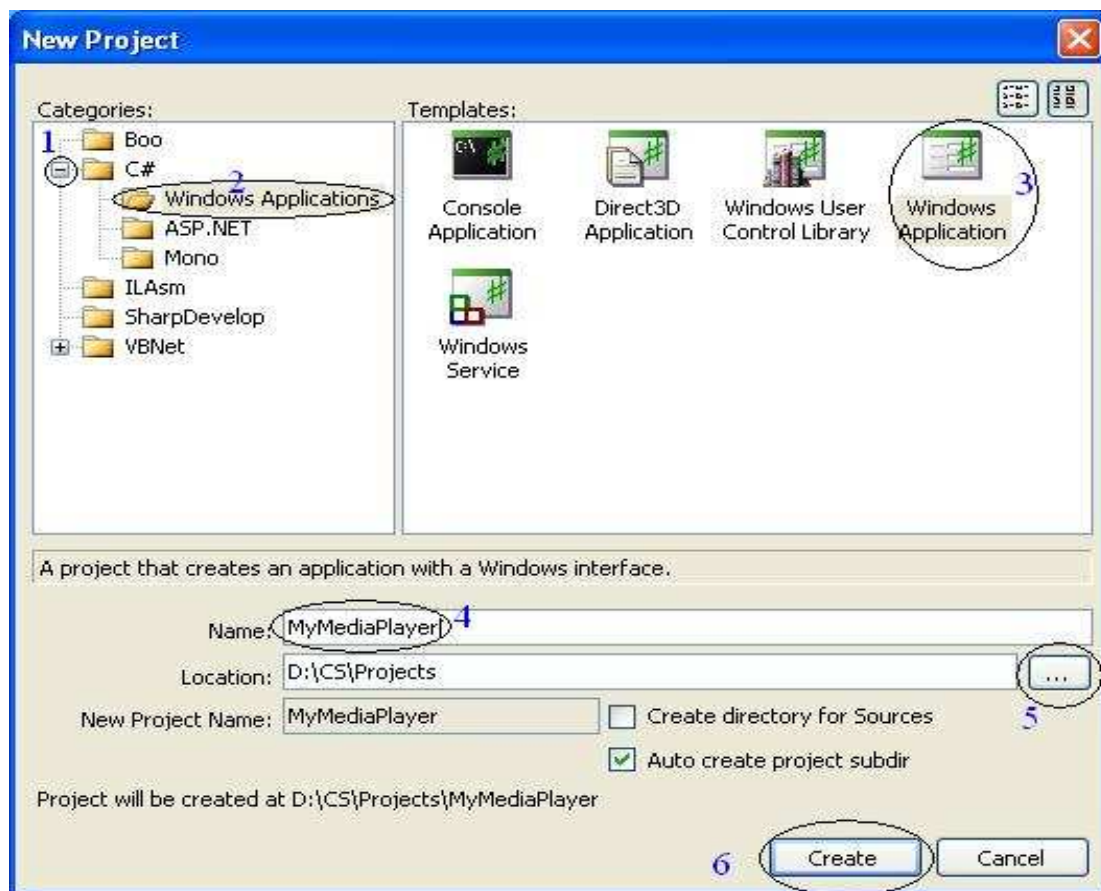 New Project
Categories:
Templates:
1
Boo
C#
2
Windows Applications
ASP.NET
Mono
ILAsm
SharpDevelop
VBNet
C:\
Console
Application
Direct3D
Application
Windows User
Control Library
Windows
Application
3
Windows
Service
A project that creates an application with a Windows interface.
Name: MyMediaPlayer 4
Location: D:\CS\Projects ...
5
New Project Name: MyMediaPlayer
Create directory for Sources
Auto create project subdir
Project will be created at D:\CS\Projects\MyMediaPlayer
6 Create Cancel